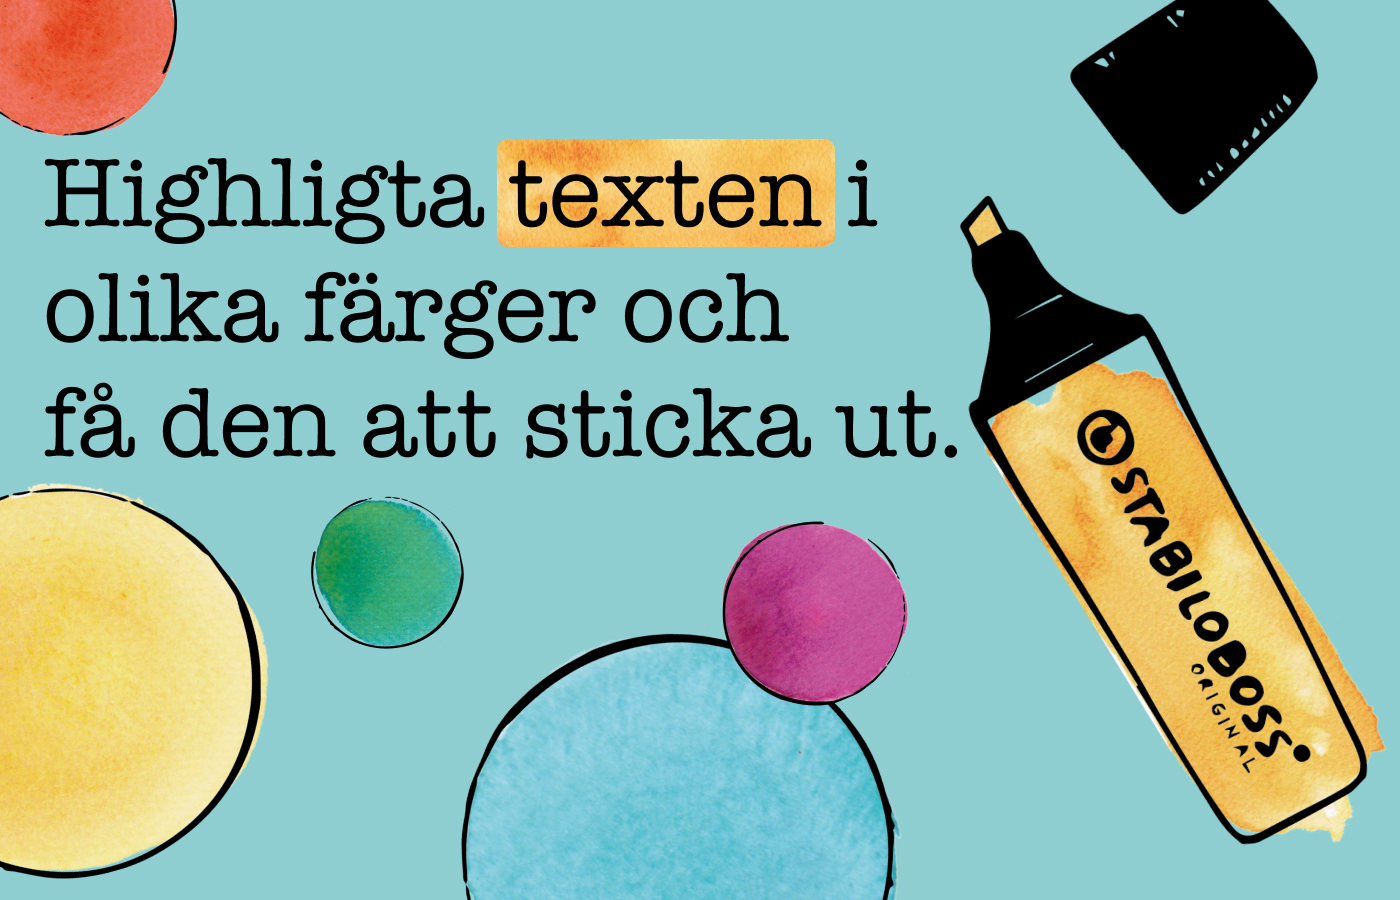 Highligta texten i
olika färger och
få den att sticka ut.
STABILO BOSS
ORIGINAL